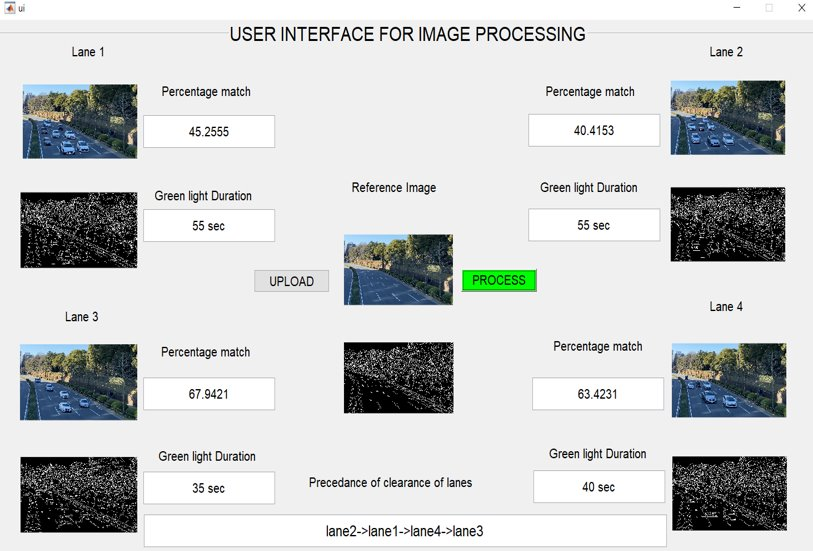 ui
USER INTERFACE FOR IMAGE PROCESSING
Lane 1
Percentage match
45.2555
Green light Duration
55 sec
Lane 2
Percentage match
40.4153
Green light Duration
55 sec
Reference Image
UPLOAD
PROCESS
Lane 3
Percentage match
67.9421
Green light Duration
35 sec
Lane 4
Percentage match
63.4231
Green light Duration
40 sec
Precedance of clearance of lanes
lane2->lane1->lane4->lane3